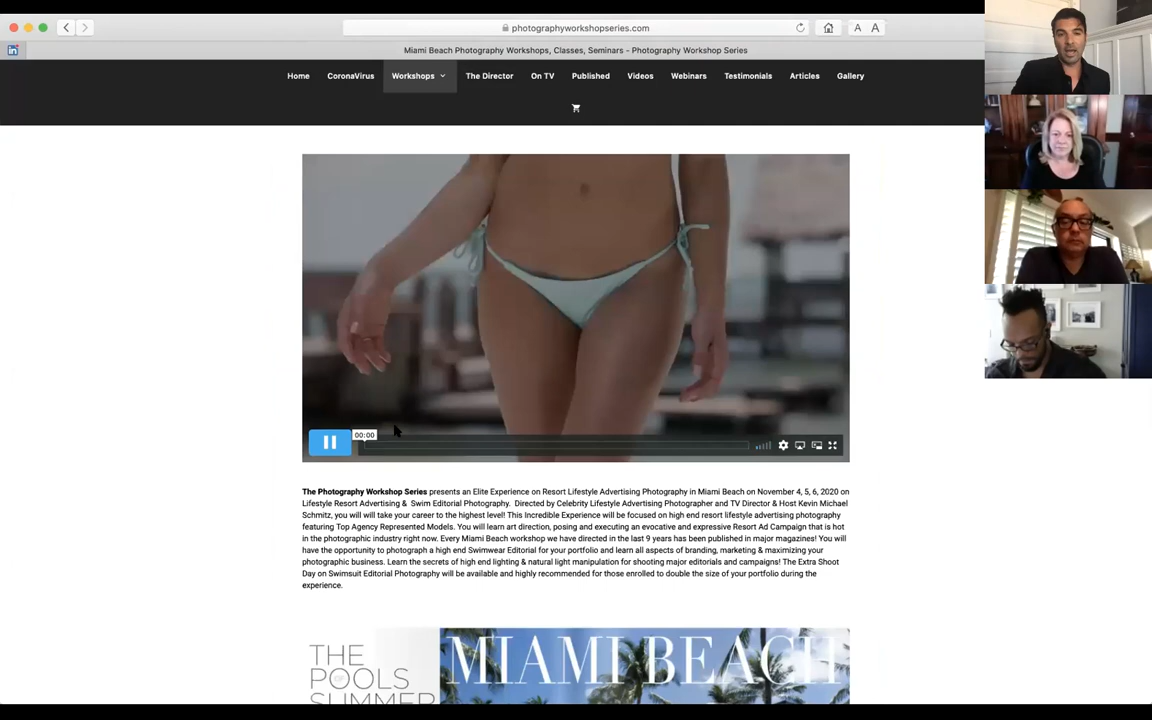 photographyworkshopseries.com
A A
in
Miami Beach Photography Workshops, Classes, Seminars - Photography Workshop Series
Home CoronaVirus Workshops The Director On TV Published Videos Webinars Testimonials Articles Gallery
00:00
The Photography Workshop Series presents an Elite Experience on Resort Lifestyle Advertising Photography in Miami Beach on November 4, 5, 6, 2020 on
Lifestyle Resort Advertising & Swim Editorial Photography. Directed by Celebrity Lifestyle Advertising Photographer and TV Director & Host Kevin Michael
Schmitz, you will will take your career to the highest level! This Incredible Experience will be focused on high end resort lifestyle advertising photography
featuring Top Agency Represented Models. You will learn art direction, posing and executing an evocative and expressive Resort Ad Campaign that is hot
in the photographic industry right now. Every Miami Beach workshop we have directed in the last 9 years has been published in major magazines! You will
have the opportunity to photograph a high end Swimwear Editorial for your portfolio and learn all aspects of branding, marketing & maximizing your
photographic business. Learn the secrets of high end lighting & natural light manipulation for shooting major editorials and campaigns! The Extra Shoot
Day on Swimsuit Editorial Photography will be available and highly recommended for those enrolled to double the size of your portfolio during the
experience.
THE
POOLS
OF
SUMMER
MIAMI BEACH